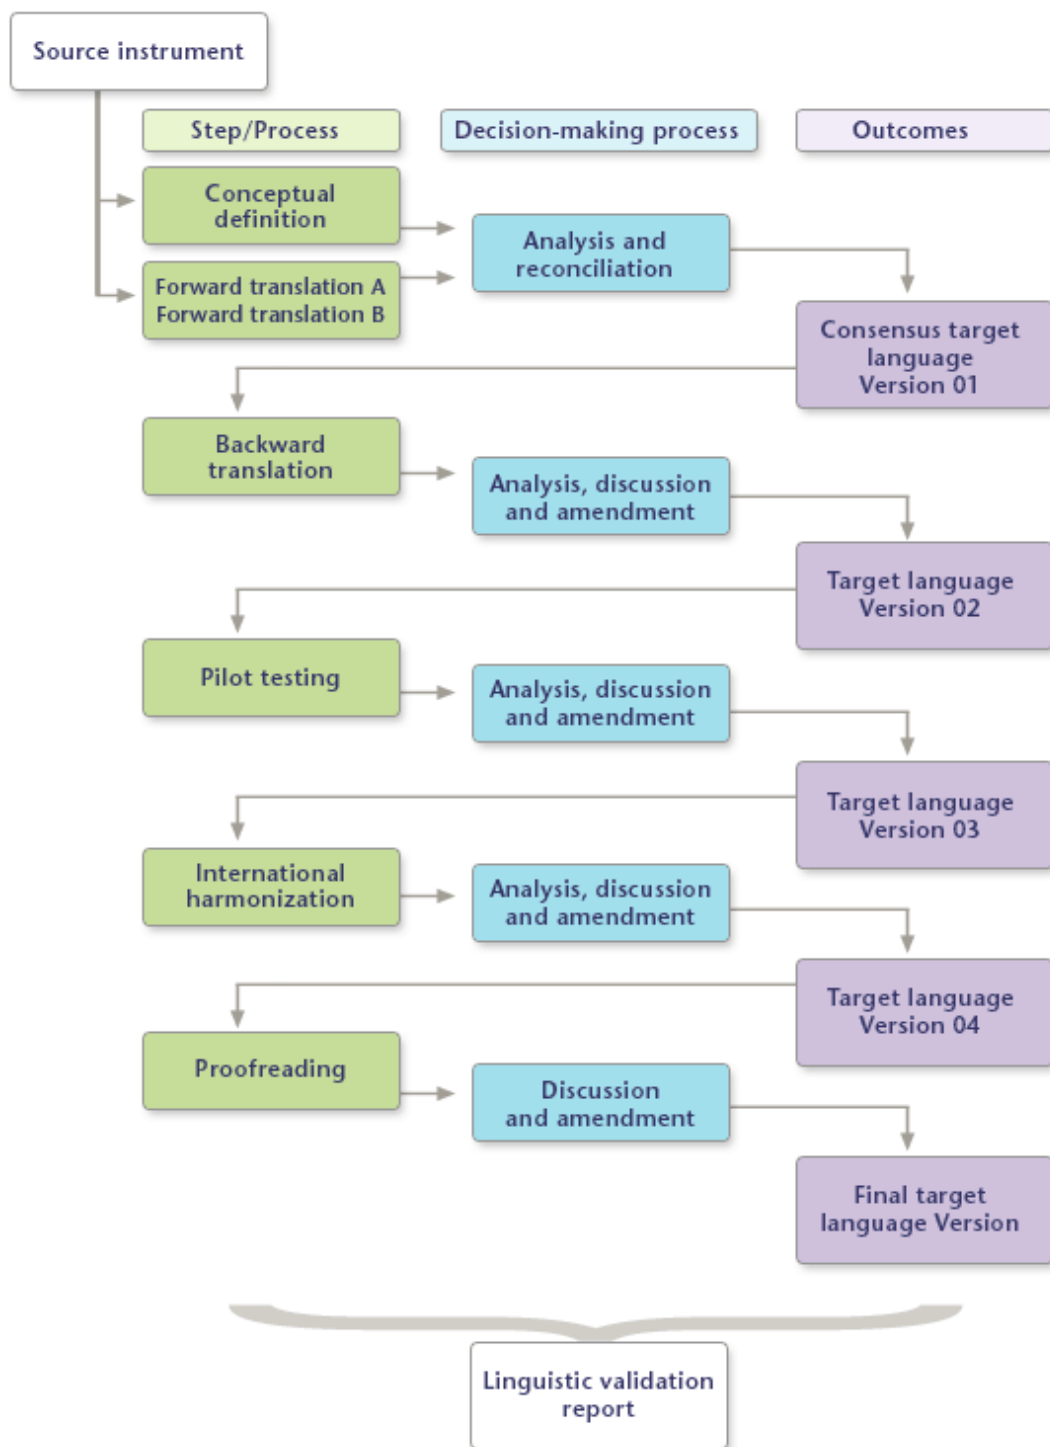 Source instrument
Step/Process
Decision-making process
Outcomes
Conceptual
definition
Analysis and
reconciliation
Forward translation A
Forward translation B
Consensus target
language
Version 01
Backward
translation
Analysis, discussion
and amendment
Target language
Version 02
Pilot testing
Analysis, discussion
and amendment
Target language
Version 03
International
harmonization
Analysis, discussion
and amendment
Target language
Version 04
Proofreading
Discussion
and amendment
Final target
language Version
Linguistic validation
report